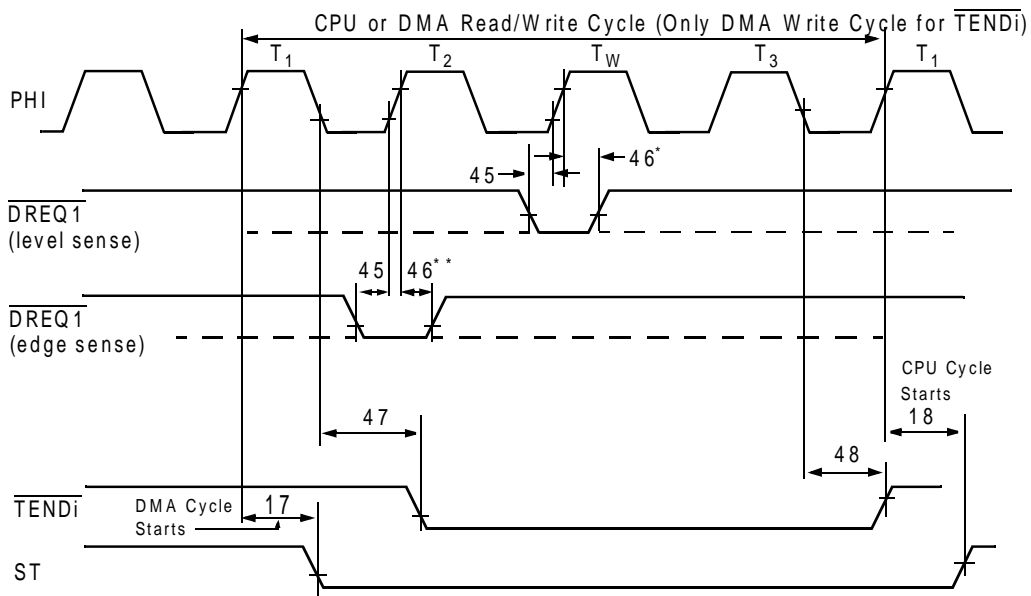 CPU or DMA Read/Write Cycle (Only DMA Write Cycle for TENDi)
T1 T2 TW T3 T1
PHI
45 46*
DREQ1
(level sense)
45 46**
DREQ1
(edge sense)
CPU Cycle
Starts
47 18
48
TENDi
DMA Cycle
Starts
17
ST